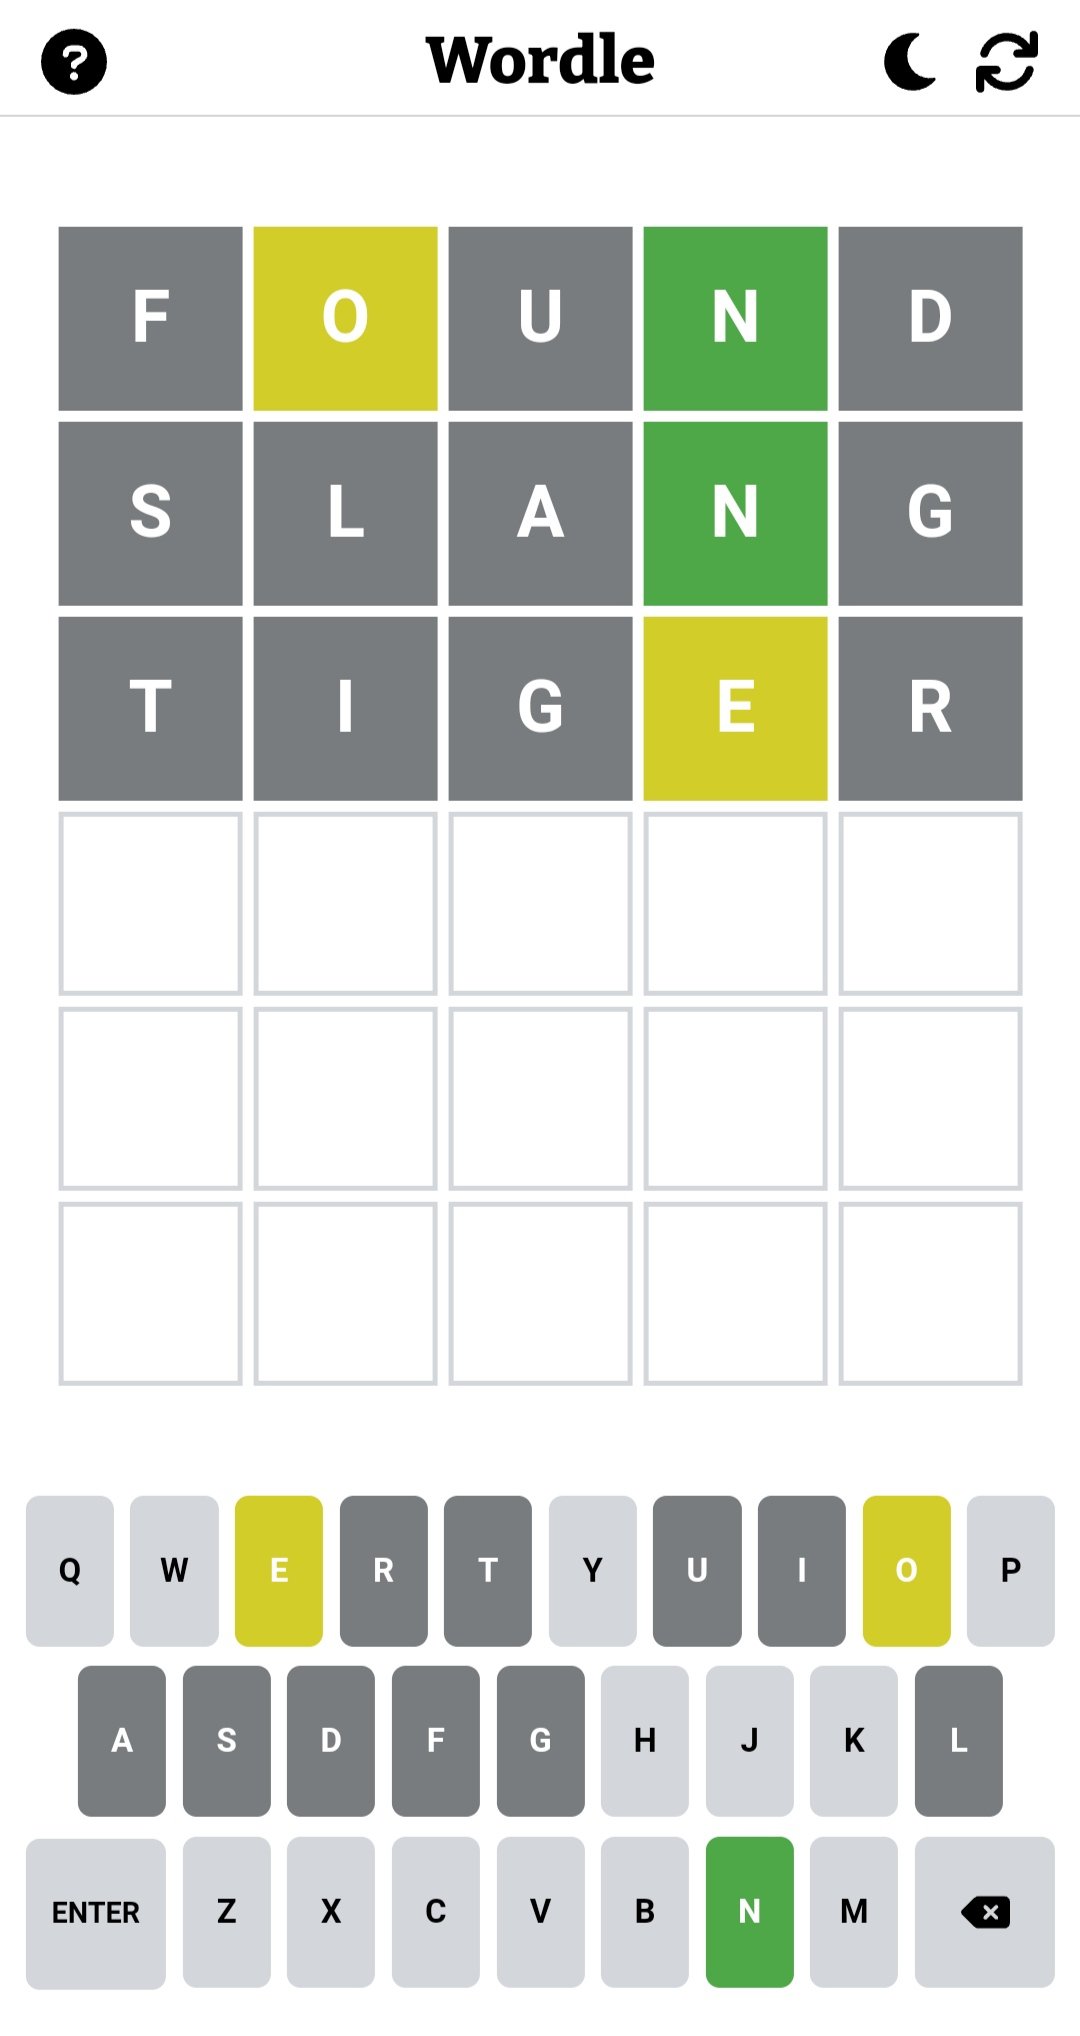 ?
Wordle
F O U N D
S L A N G
T I G E R
Q W E R T Y U I O P
A S D F G H J K L
ENTER Z X C V B N M